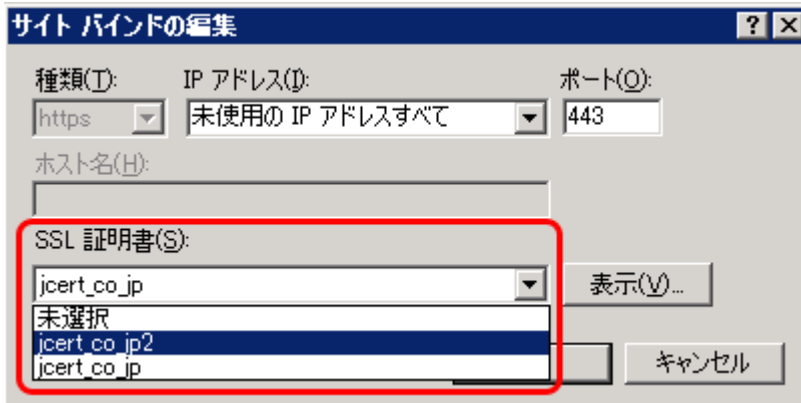 サイト バインドの編集
種類(T): IP アドレス(I): ポート(O):
https 未使用の IP アドレスすべて 443
ホスト名(H):
SSL 証明書(S):
jcert_co_jp 表示(V)...
未選択
jcert_co_jp2
jcert_co_jp
キャンセル